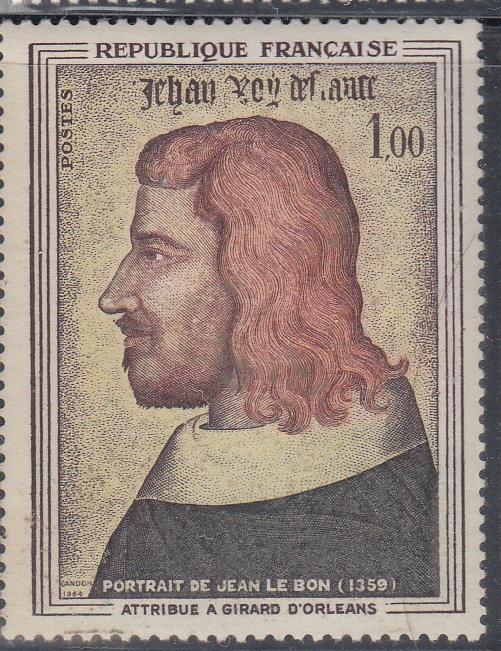 REPUBLIQUE FRANÇAISE
Jehan Roy de france
POSTES
1,00
GANDON
1964
PORTRAIT DE JEAN LE BON (1359)
ATTRIBUE A GIRARD D'ORLEANS